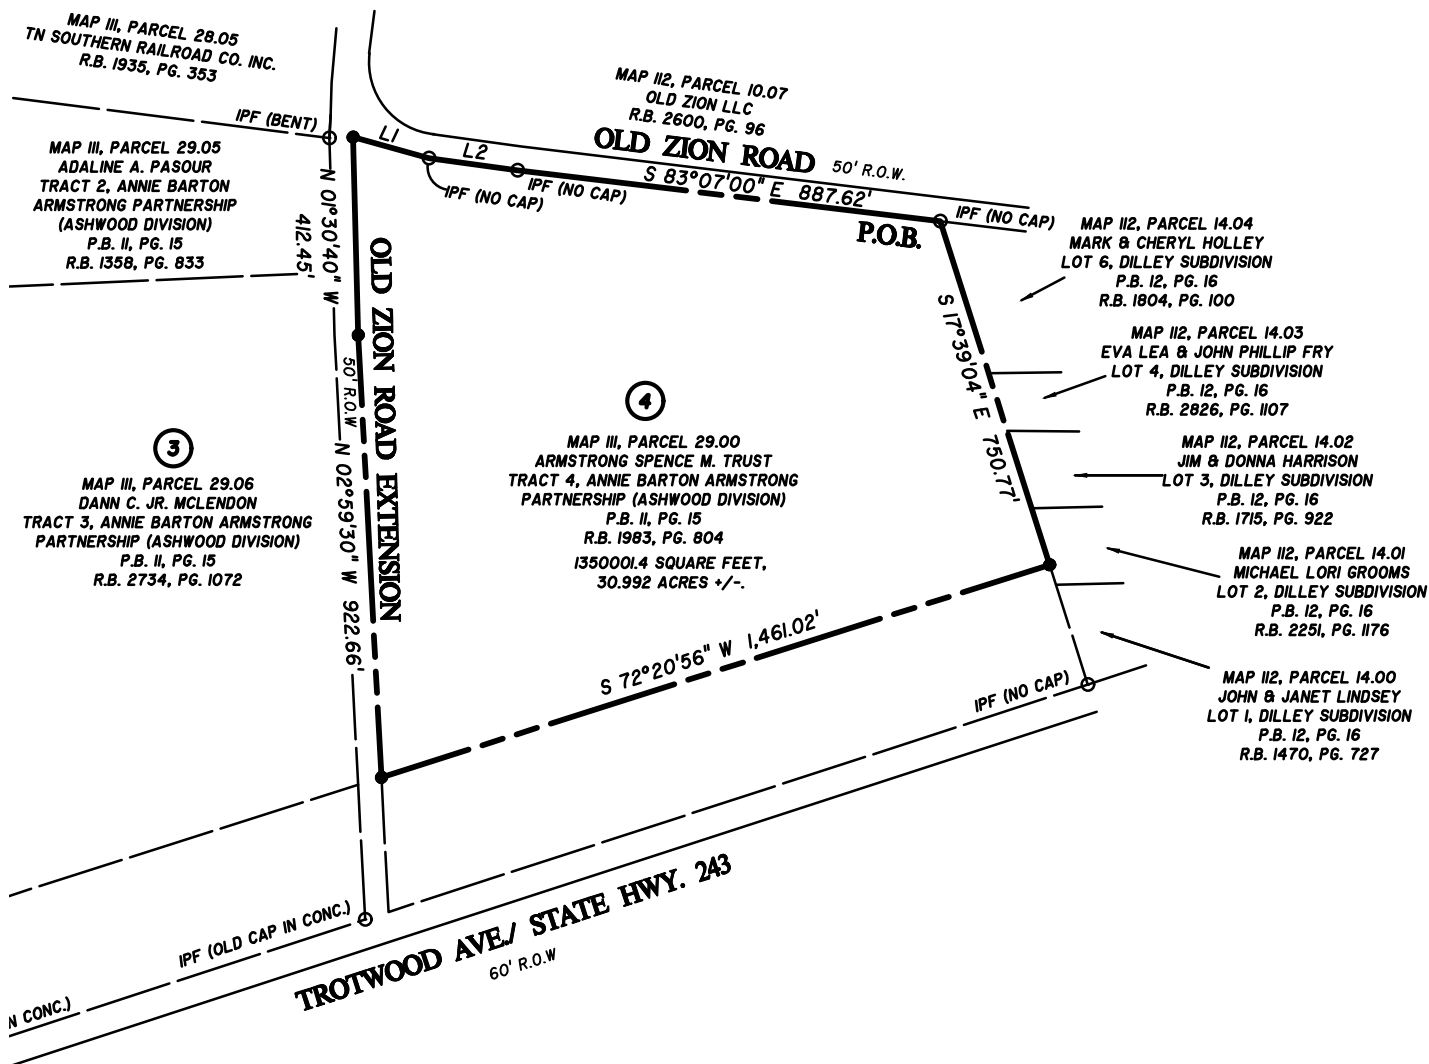 MAP III, PARCEL 28.05
TN SOUTHERN RAILROAD CO. INC.
R.B. 1935, PG. 353
IPF (BENT)
MAP III, PARCEL 29.05
ADALINE A. PASOUR
TRACT 2, ANNIE BARTON
ARMSTRONG PARTNERSHIP
(ASHWOOD DIVISION)
P.B. 11, PG. 15
R.B. 1358, PG. 833
MAP 112, PARCEL 10.07
OLD ZION LLC
R.B. 2600, PG. 96
OLD ZION ROAD
50' R.O.W.
L1
L2
IPF (NO CAP)
IPF (NO CAP)
S 83°07'00" E 887.62'
IPF (NO CAP)
P.O.B.
N 01°30'40" W
412.45'
OLD ZION ROAD EXTENSION
50' R.O.W
N 02°59'30" W 922.66'
S 17°39'04" E 750.77'
MAP 112, PARCEL 14.04
MARK & CHERYL HOLLEY
LOT 6, DILLEY SUBDIVISION
P.B. 12, PG. 16
R.B. 1804, PG. 100
MAP 112, PARCEL 14.03
EVA LEA & JOHN PHILLIP FRY
LOT 4, DILLEY SUBDIVISION
P.B. 12, PG. 16
R.B. 2826, PG. 1107
MAP 112, PARCEL 14.02
JIM & DONNA HARRISON
LOT 3, DILLEY SUBDIVISION
P.B. 12, PG. 16
R.B. 1715, PG. 922
MAP 112, PARCEL 14.01
MICHAEL LORI GROOMS
LOT 2, DILLEY SUBDIVISION
P.B. 12, PG. 16
R.B. 2251, PG. 1176
MAP 112, PARCEL 14.00
JOHN & JANET LINDSEY
LOT 1, DILLEY SUBDIVISION
P.B. 12, PG. 16
R.B. 1470, PG. 727
3
MAP III, PARCEL 29.06
DANN C. JR. MCLENDON
TRACT 3, ANNIE BARTON ARMSTRONG
PARTNERSHIP (ASHWOOD DIVISION)
P.B. 11, PG. 15
R.B. 2734, PG. 1072
4
MAP III, PARCEL 29.00
ARMSTRONG SPENCE M. TRUST
TRACT 4, ANNIE BARTON ARMSTRONG
PARTNERSHIP (ASHWOOD DIVISION)
P.B. 11, PG. 15
R.B. 1983, PG. 804
1350001.4 SQUARE FEET,
30.992 ACRES +/-.
S 72°20'56" W 1,461.02'
IPF (NO CAP)
IPF (OLD CAP IN CONC.)
N CONC.)
TROTWOOD AVE./ STATE HWY. 243
60' R.O.W